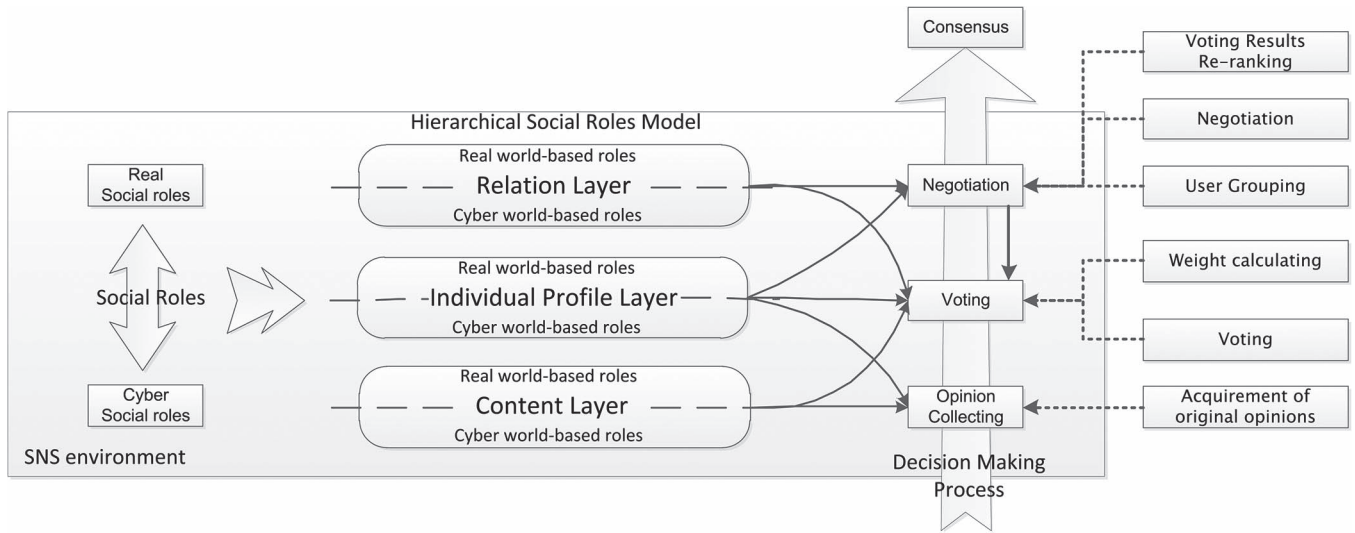 Consensus
Voting Results
Re-ranking
Hierarchical Social Roles Model
Negotiation
Real
Social roles
Real world-based roles
Relation Layer
Cyber world-based roles
Negotiation
User Grouping
Social Roles
Real world-based roles
Individual Profile Layer
Cyber world-based roles
Voting
Weight calculating
Voting
Cyber
Social roles
Real world-based roles
Content Layer
Cyber world-based roles
Opinion
Collecting
Acquirement of
original opinions
SNS environment
Decision Making
Process